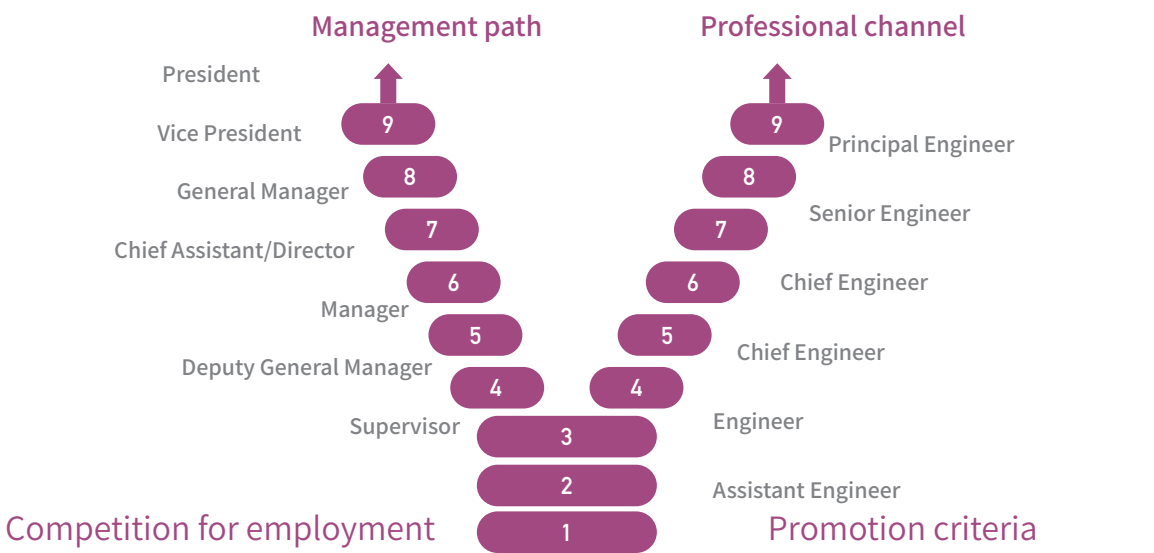 Management path
Professional channel
President
Vice President
General Manager
Chief Assistant/Director
Manager
Deputy General Manager
Supervisor
9
8
7
6
5
4
9
8
7
6
5
4
3
2
1
Principal Engineer
Senior Engineer
Chief Engineer
Chief Engineer
Engineer
Assistant Engineer
Competition for employment
Promotion criteria